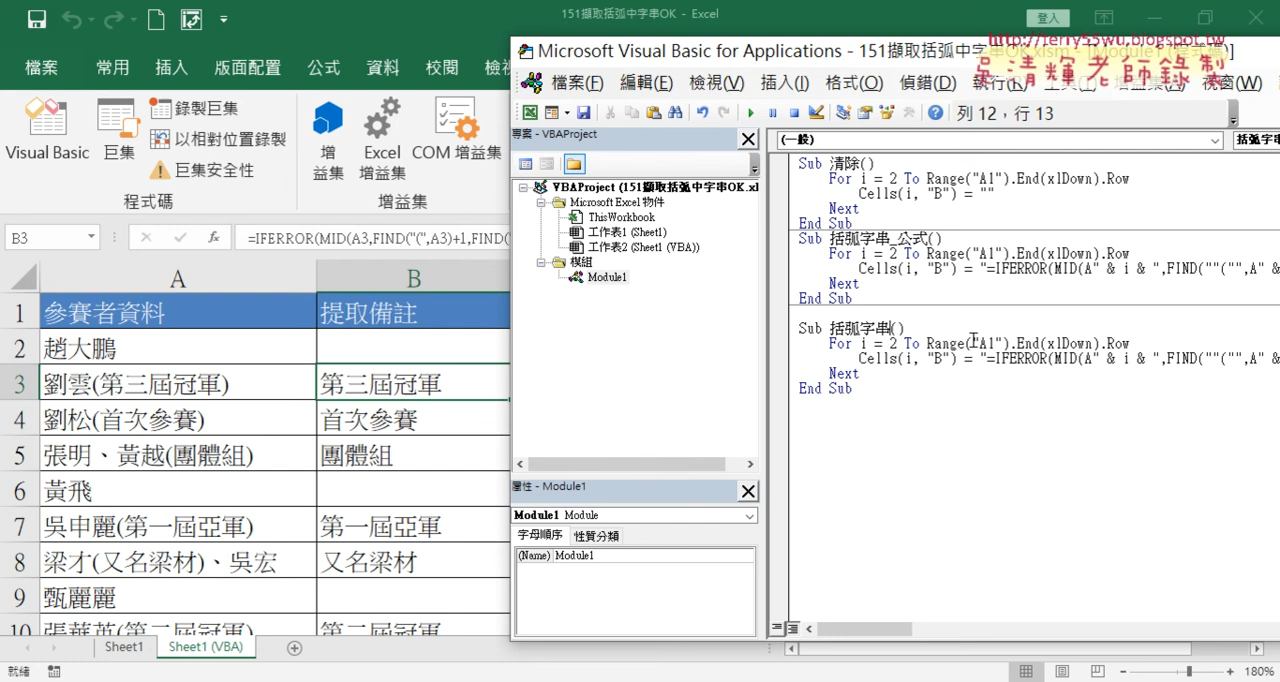 151擷取括弧中字串OK - Excel
登入
http://terry55wu.blogspot.tw
吳清輝老師錄製
檔案 常用 插入 版面配置 公式 資料 校閱 檢視
Visual Basic
巨集
錄製巨集
以相對位置錄製
巨集安全性
程式碼
增益集
Excel 增益集
COM 增益集
增益集
B3
=IFERROR(MID(A3,FIND("(",A3)+1,FIND("
A B
1 參賽者資料 提取備註
2 趙大鵬
3 劉雲(第三屆冠軍) 第三屆冠軍
4 劉松(首次參賽) 首次參賽
5 張明、黃越(團體組) 團體組
6 黃飛
7 吳申麗(第一屆亞軍) 第一屆亞軍
8 梁才(又名梁材)、吳宏 又名梁材
9 甄麗麗
10
Sheet1 Sheet1 (VBA)
就緒
180%
Microsoft Visual Basic for Applications - 151擷取括弧中字串OK.xlsm - [Module1 (程式碼)]
檔案(F) 編輯(E) 檢視(V) 插入(I) 格式(O) 偵錯(D) 執行(R) 工具(T) 增益集(A) 視窗(W)
列 12，行 13
專案 - VBAProject
VBAProject (151擷取括弧中字串OK.xl
Microsoft Excel 物件
ThisWorkbook
工作表1 (Sheet1)
工作表2 (Sheet1 (VBA))
模組
Module1
屬性 - Module1
Module1 Module
字母順序 性質分類
(Name) Module1
(一般)
括弧字串
Sub 清除()
For i = 2 To Range("A1").End(xlDown).Row
Cells(i, "B") = ""
Next
End Sub
Sub 括弧字串_公式()
For i = 2 To Range("A1").End(xlDown).Row
Cells(i, "B") = "=IFERROR(MID(A" & i & ",FIND(""("",A" &
Next
End Sub
Sub 括弧字串()
For i = 2 To Range("A1").End(xlDown).Row
Cells(i, "B") = "=IFERROR(MID(A" & i & ",FIND(""("",A" &
Next
End Sub